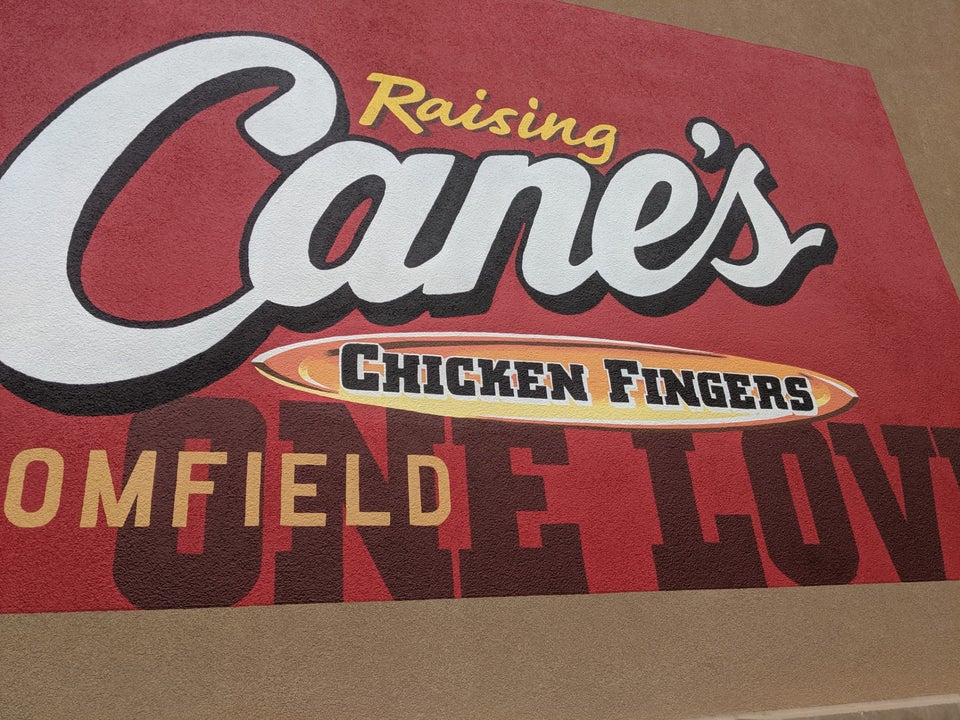 Raising
Cane's
CHICKEN FINGERS
ONE LOV
OMFIELD